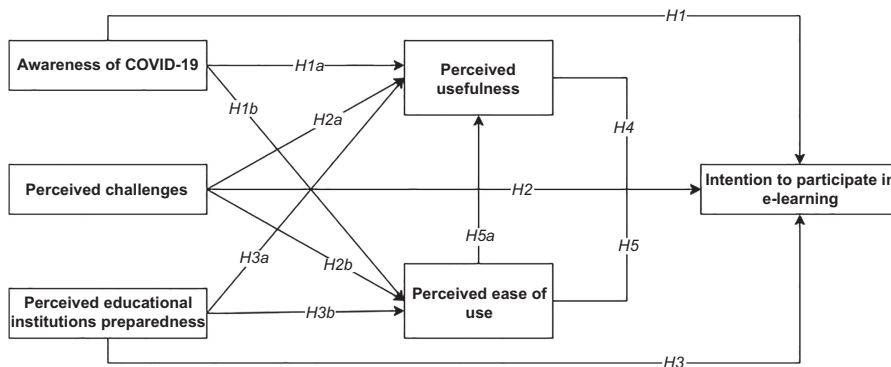 H1
Awareness of COVID-19
H1a
Perceived
usefulness
H1b
H2a
H4
Perceived challenges
H2
Intention to participate in
e-learning
H5a
H3a
H2b
H5
Perceived educational
institutions preparedness
H3b
Perceived ease of
use
H3